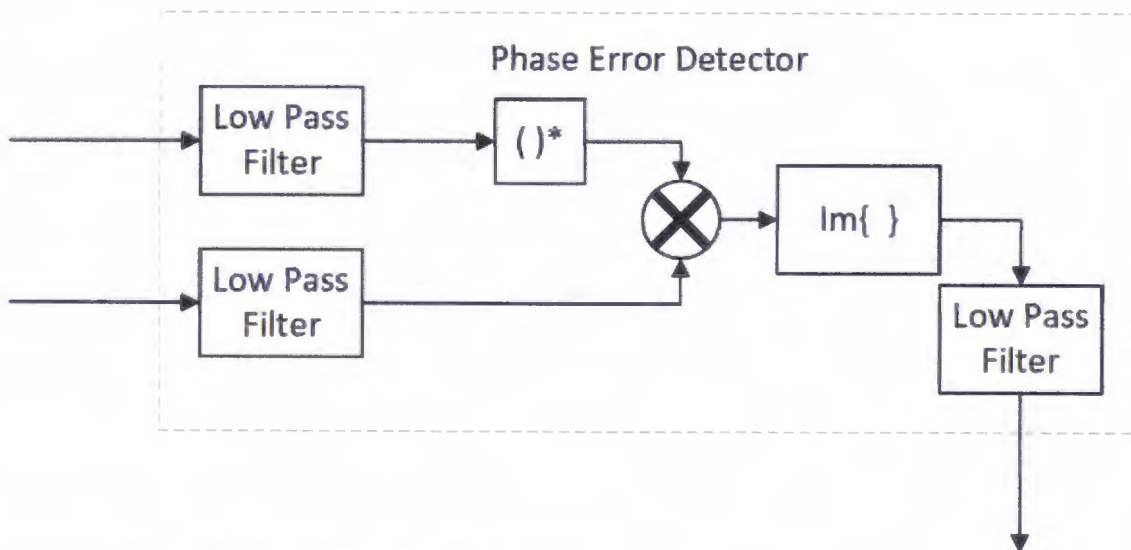 Phase Error Detector
Low Pass
Filter
( )*
Im{ }
Low Pass
Filter
Low Pass
Filter